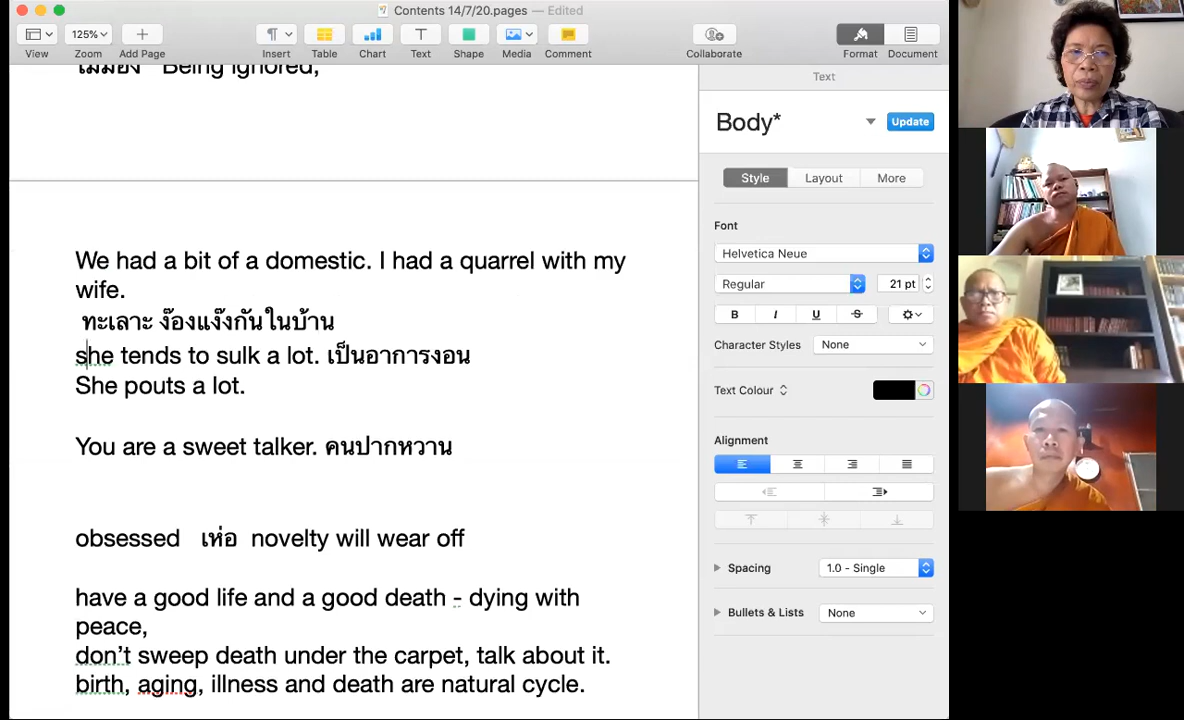 Contents 14/7/20.pages — Edited
View
125%
Zoom
Add Page
Insert
Table
Chart
Text
Shape
Media
Comment
Collaborate
Format
Document
Being ignored,
We had a bit of a domestic. I had a quarrel with my
wife.
ทะเลาะ ง๊องแง๊งกันในบ้าน
she tends to sulk a lot. เป็นอาการงอน
She pouts a lot.
You are a sweet talker. คนปากหวาน
obsessed เห่อ novelty will wear off
have a good life and a good death - dying with
peace,
don't sweep death under the carpet, talk about it.
birth, aging, illness and death are natural cycle.
Text
Body*
Update
Style
Layout
More
Font
Helvetica Neue
Regular
21 pt
B I U S
Character Styles
None
Text Colour
Alignment
Spacing
1.0 - Single
Bullets & Lists
None